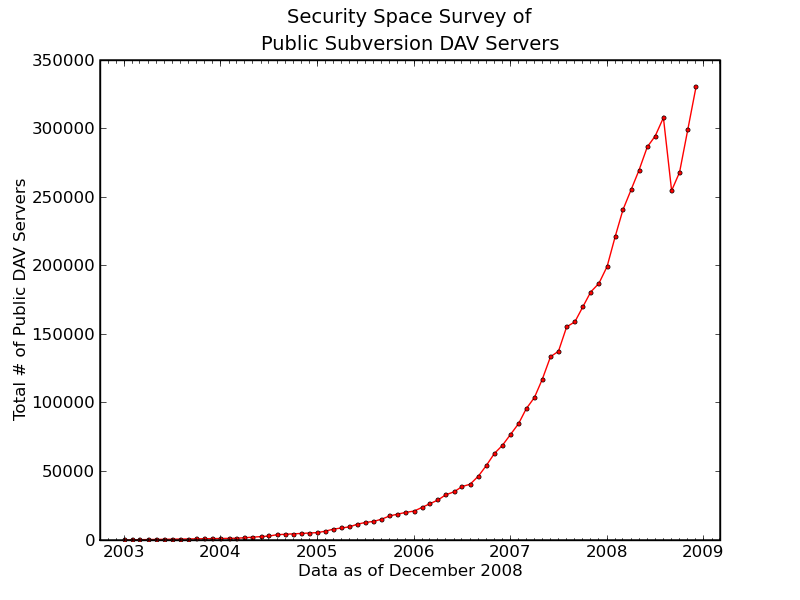 Security Space Survey of
Public Subversion DAV Servers
Total # of Public DAV Servers
350000
300000
250000
200000
150000
100000
50000
0
2003 2004 2005 2006 2007 2008 2009
Data as of December 2008